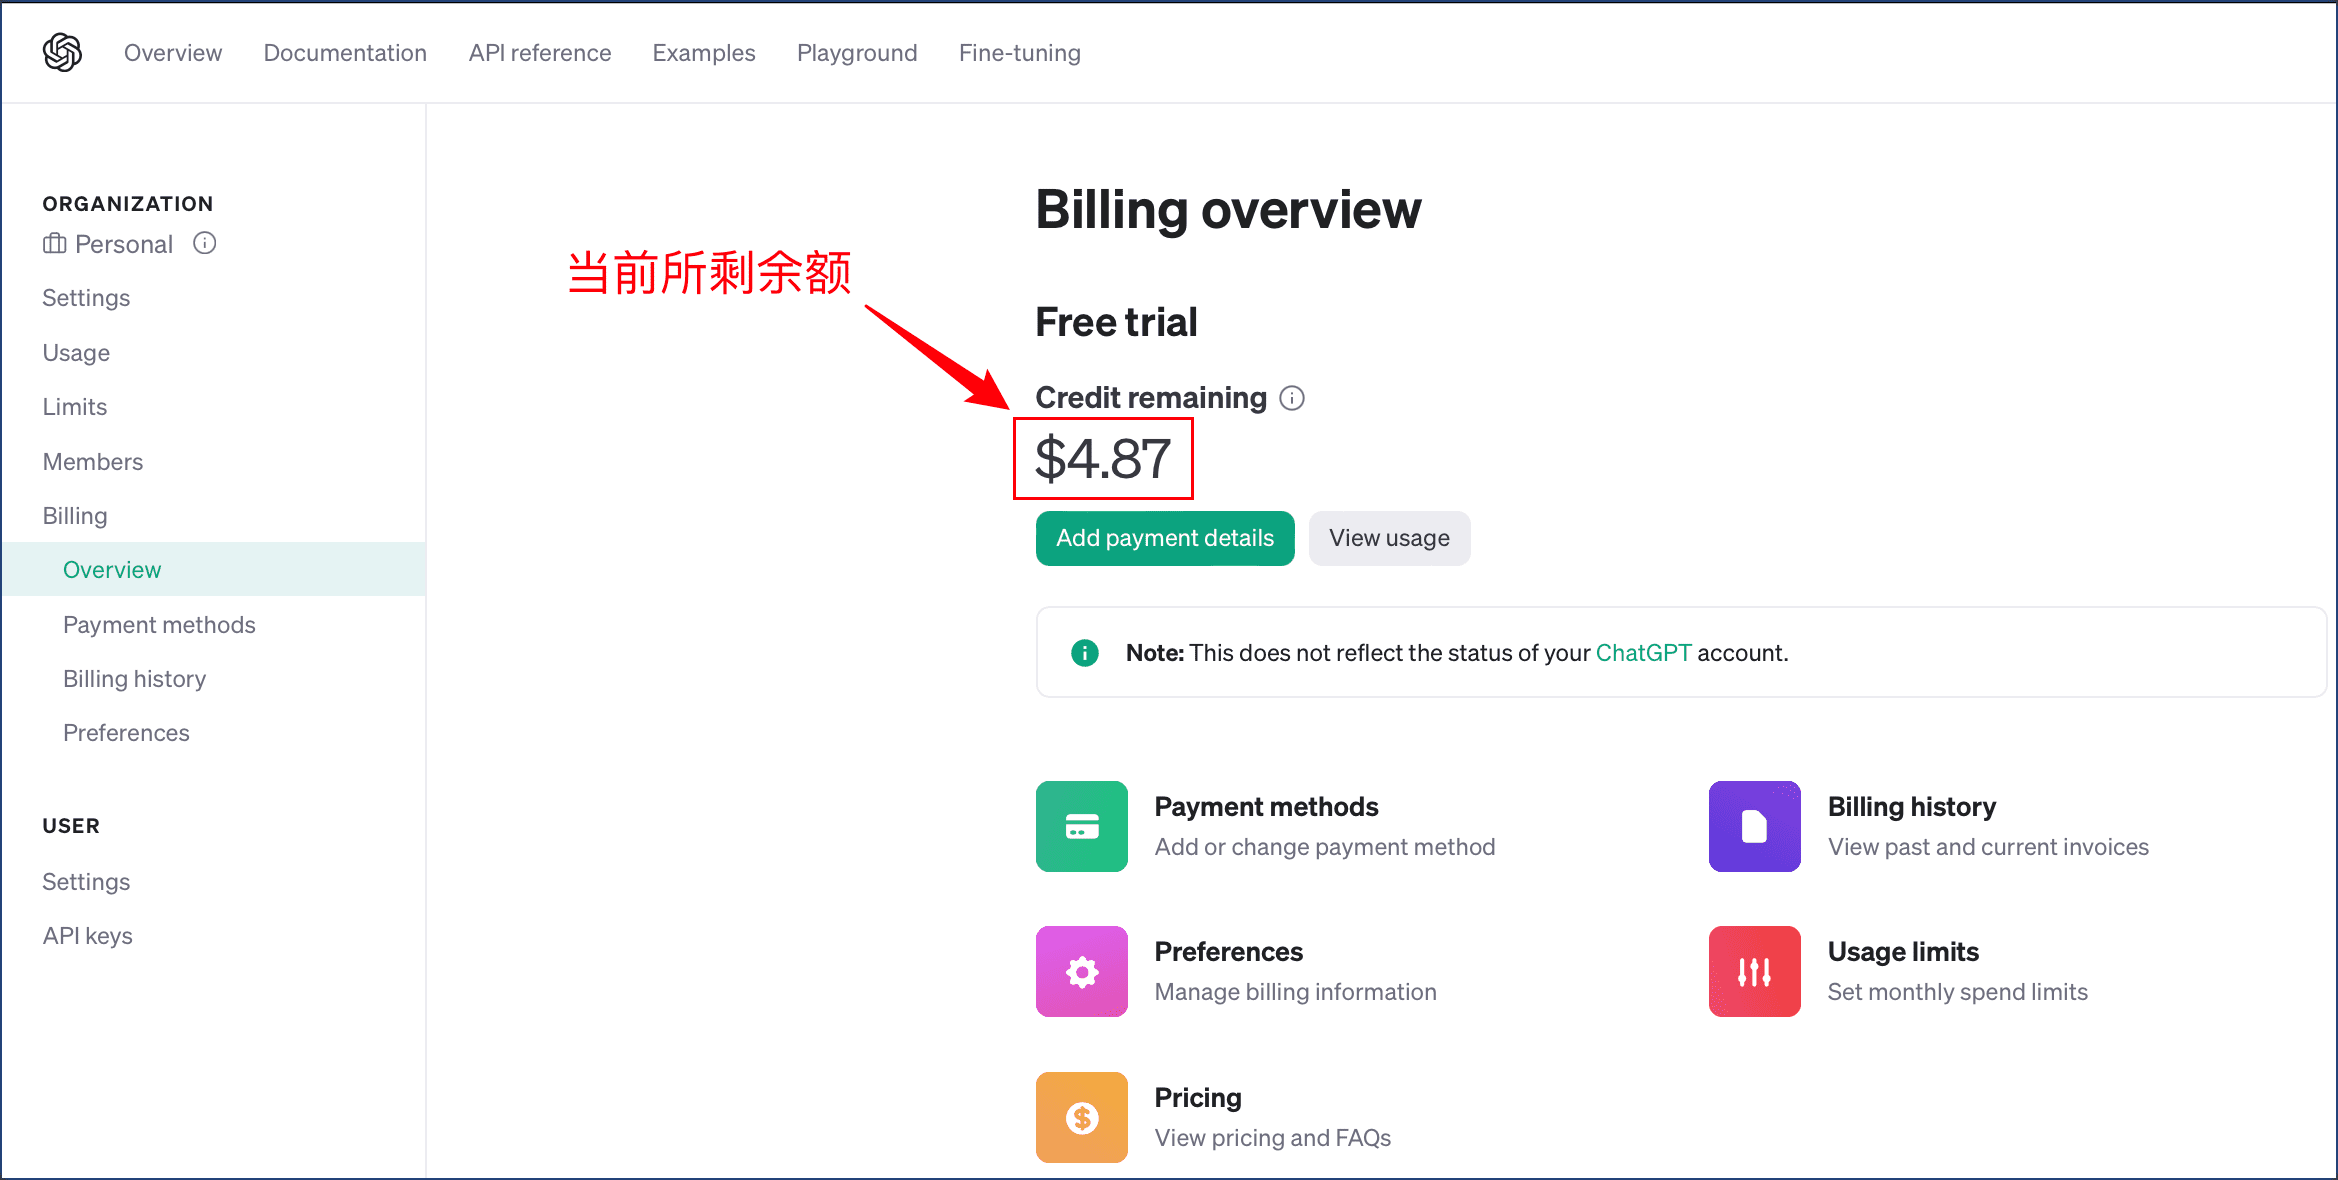 Overview Documentation API reference Examples Playground Fine-tuning
ORGANIZATION
Personal
Settings
Usage
Limits
Members
Billing
Overview
Payment methods
Billing history
Preferences
USER
Settings
API keys
Billing overview
当前所剩余额
Free trial
Credit remaining
$4.87
Add payment details View usage
Note: This does not reflect the status of your ChatGPT account.
Payment methods
Add or change payment method
Billing history
View past and current invoices
Preferences
Manage billing information
Usage limits
Set monthly spend limits
Pricing
View pricing and FAQs